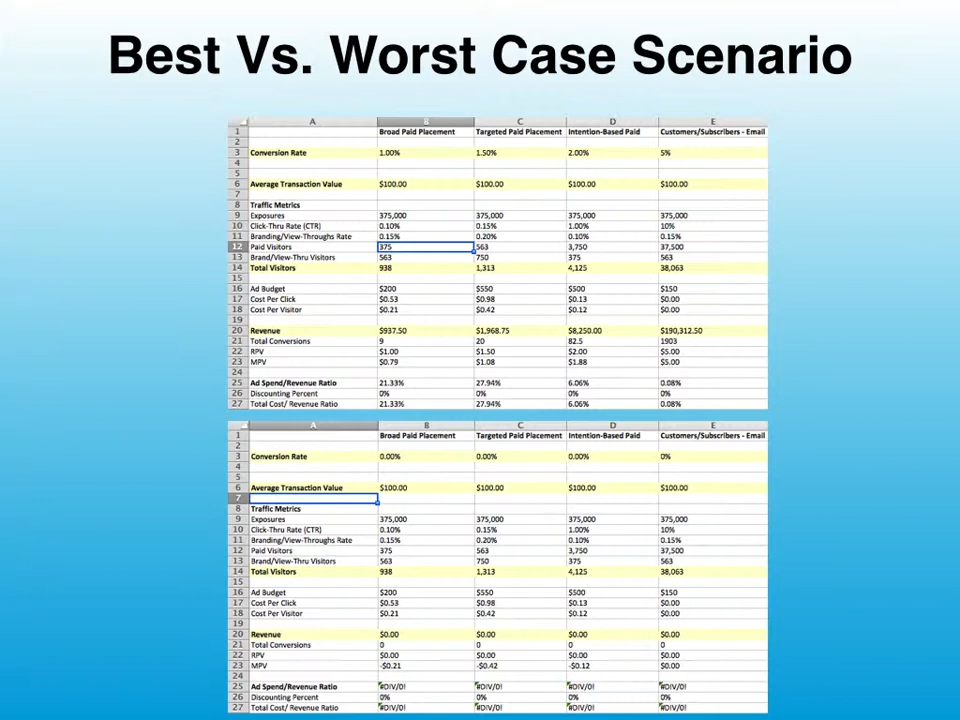 Best Vs. Worst Case Scenario
A B C D E
1 Broad Paid Placement Targeted Paid Placement Intention-Based Paid Customers/Subscribers - Email
2
3 Conversion Rate 1.00% 1.50% 2.00% 5%
4
5
6 Average Transaction Value $100.00 $100.00 $100.00 $100.00
7
8 Traffic Metrics
9 Exposures 375,000 375,000 375,000 375,000
10 Click-Thru Rate (CTR) 0.10% 0.15% 1.00% 10%
11 Branding/View-Throughs Rate 0.15% 0.20% 0.10% 0.15%
12 Paid Visitors 375 563 3,750 37,500
13 Brand/View-Thru Visitors 563 750 375 563
14 Total Visitors 938 1,313 4,125 38,063
15
16 Ad Budget $200 $550 $500 $150
17 Cost Per Click $0.53 $0.98 $0.13 $0.00
18 Cost Per Visitor $0.21 $0.42 $0.12 $0.00
19
20 Revenue $937.50 $1,968.75 $8,250.00 $190,312.50
21 Total Conversions 9 20 82.5 1903
22 RPV $1.00 $1.50 $2.00 $5.00
23 MPV $0.79 $1.08 $1.88 $5.00
24
25 Ad Spend/Revenue Ratio 21.33% 27.94% 6.06% 0.08%
26 Discounting Percent 0% 0% 0% 0%
27 Total Cost/ Revenue Ratio 21.33% 27.94% 6.06% 0.08%
A B C D E
1 Broad Paid Placement Targeted Paid Placement Intention-Based Paid Customers/Subscribers - Email
2
3 Conversion Rate 0.00% 0.00% 0.00% 0%
4
5
6 Average Transaction Value $100.00 $100.00 $100.00 $100.00
7
8 Traffic Metrics
9 Exposures 375,000 375,000 375,000 375,000
10 Click-Thru Rate (CTR) 0.10% 0.15% 1.00% 10%
11 Branding/View-Throughs Rate 0.15% 0.20% 0.10% 0.15%
12 Paid Visitors 375 563 3,750 37,500
13 Brand/View-Thru Visitors 563 750 375 563
14 Total Visitors 938 1,313 4,125 38,063
15
16 Ad Budget $200 $550 $500 $150
17 Cost Per Click $0.53 $0.98 $0.13 $0.00
18 Cost Per Visitor $0.21 $0.42 $0.12 $0.00
19
20 Revenue $0.00 $0.00 $0.00 $0.00
21 Total Conversions 0 0 0 0
22 RPV $0.00 $0.00 $0.00 $0.00
23 MPV -$0.21 -$0.42 -$0.12 $0.00
24
25 Ad Spend/Revenue Ratio #DIV/0! #DIV/0! #DIV/0! #DIV/0!
26 Discounting Percent 0% 0% 0% 0%
27 Total Cost/ Revenue Ratio #DIV/0! #DIV/0! #DIV/0! #DIV/0!